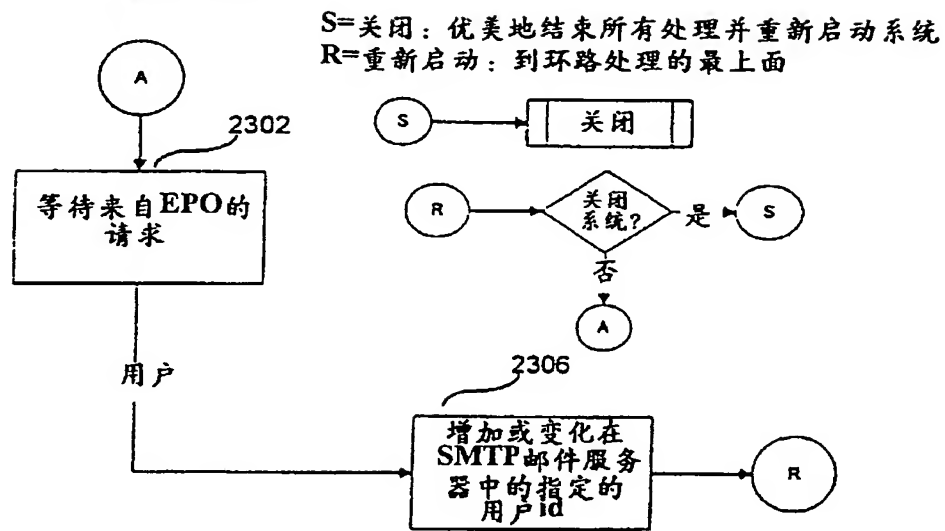 S=关闭：优美地结束所有处理并重新启动系统
R=重新启动：到环路处理的最上面
A
2302
S
关闭
等待来自EPO的
请求
R
关闭
系统?
是
S
否
A
用户
2306
增加或变化在
SMTP邮件服务
器中的指定的
用户id
R